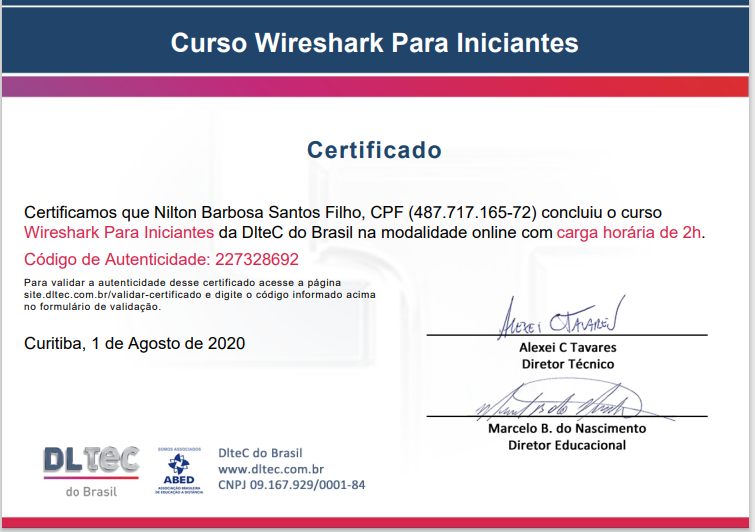 Curso Wireshark Para Iniciantes
Certificado
Certificamos que Nilton Barbosa Santos Filho, CPF (487.717.165-72) concluiu o curso
Wireshark Para Iniciantes da DlteC do Brasil na modalidade online com carga horária de 2h.
Código de Autenticidade: 227328692
Para validar a autenticidade desse certificado acesse a página
site.dltec.com.br/validar-certificado e digite o código informado acima
no formulário de validação.
Curitiba, 1 de Agosto de 2020
Alexei C Tavares
Alexei C Tavares
Diretor Técnico
Marcelo B. do Nascimento
Diretor Educacional
DLTEC
do Brasil
SOMOS ASSOCIADOS
ABED
ASSOCIAÇÃO BRASILEIRA
DE EDUCAÇÃO A DISTÂNCIA
DlteC do Brasil
www.dltec.com.br
CNPJ 09.167.929/0001-84